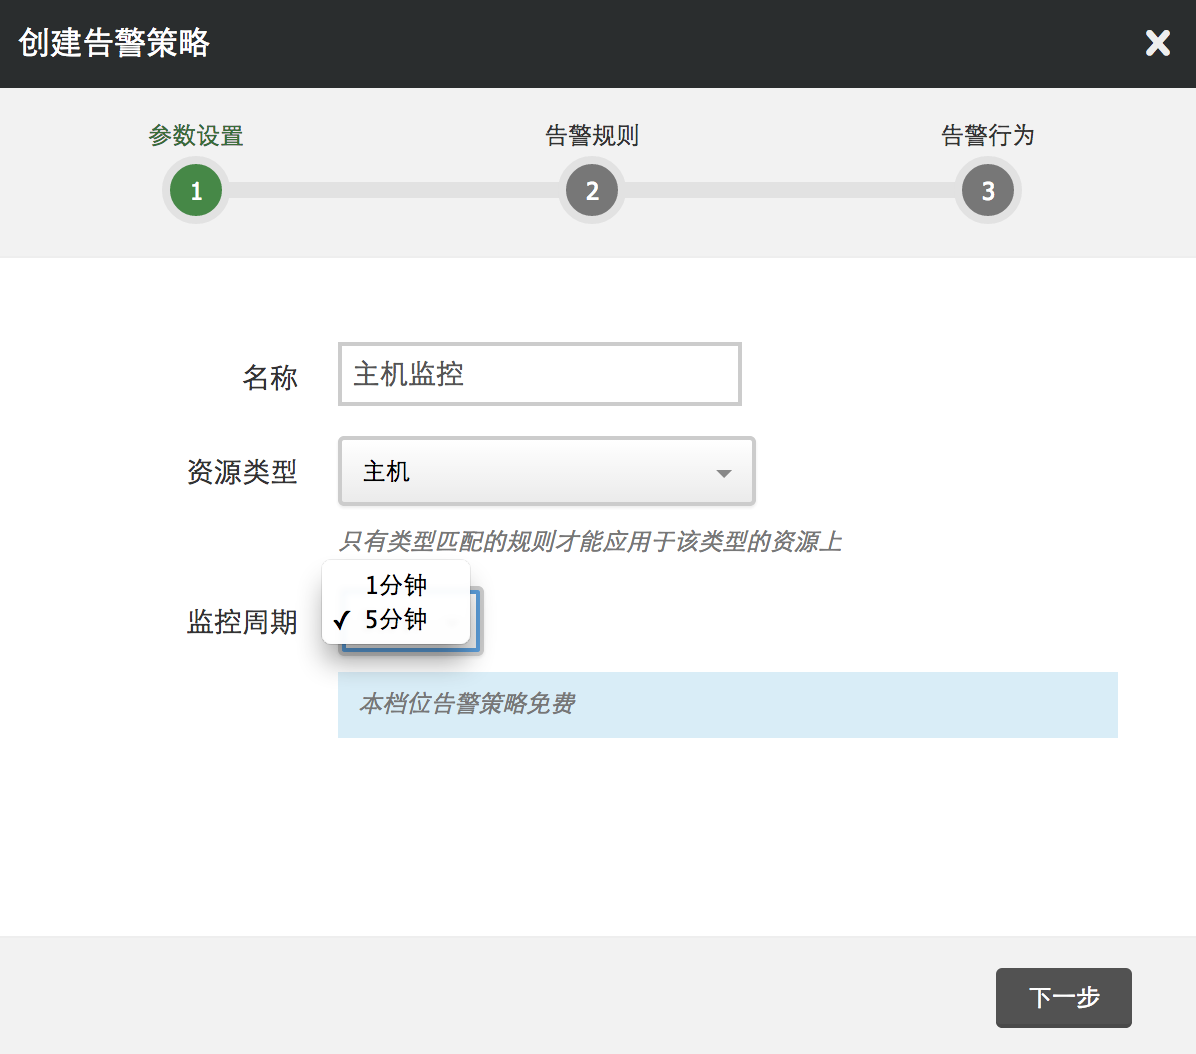 创建告警策略
参数设置
告警规则
告警行为
1
2
3
名称
主机监控
资源类型
主机
只有类型匹配的规则才能应用于该类型的资源上
监控周期
1分钟
✓ 5分钟
本档位告警策略免费
下一步